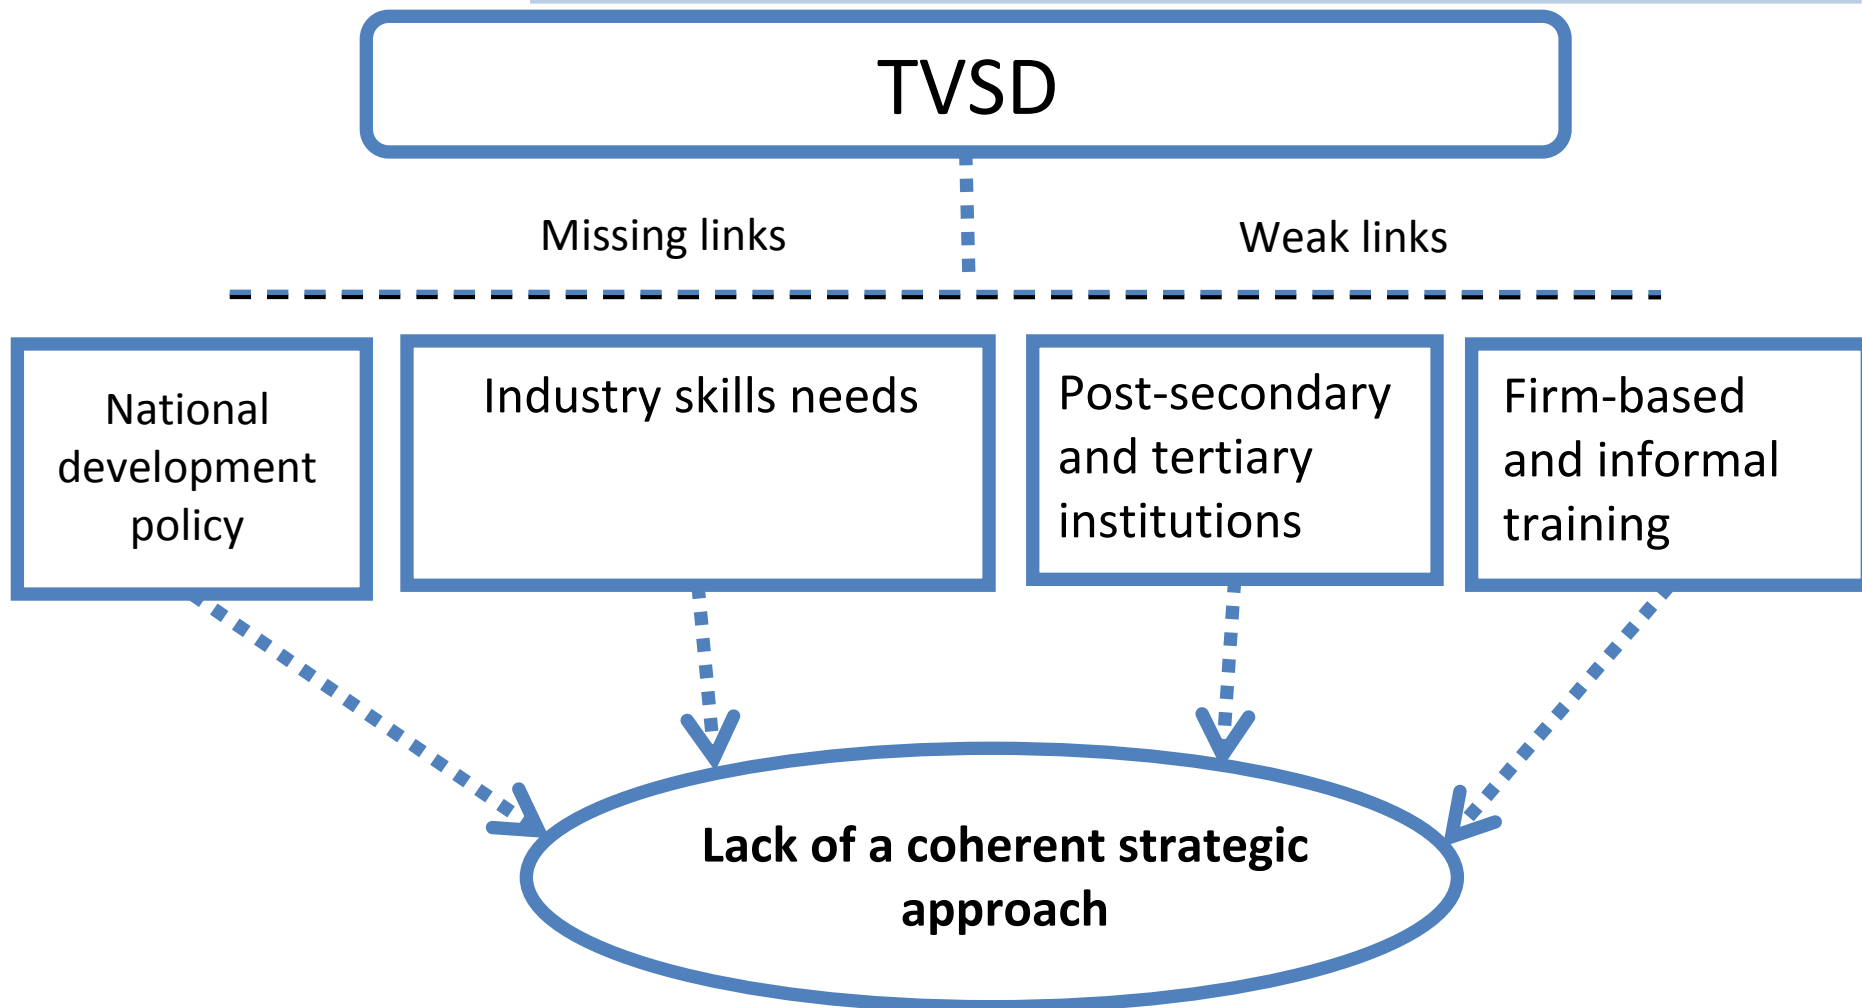 TVSD
Missing links
Weak links
National
development
policy
Industry skills needs
Post-secondary
and tertiary
institutions
Firm-based
and informal
training
Lack of a coherent strategic
approach